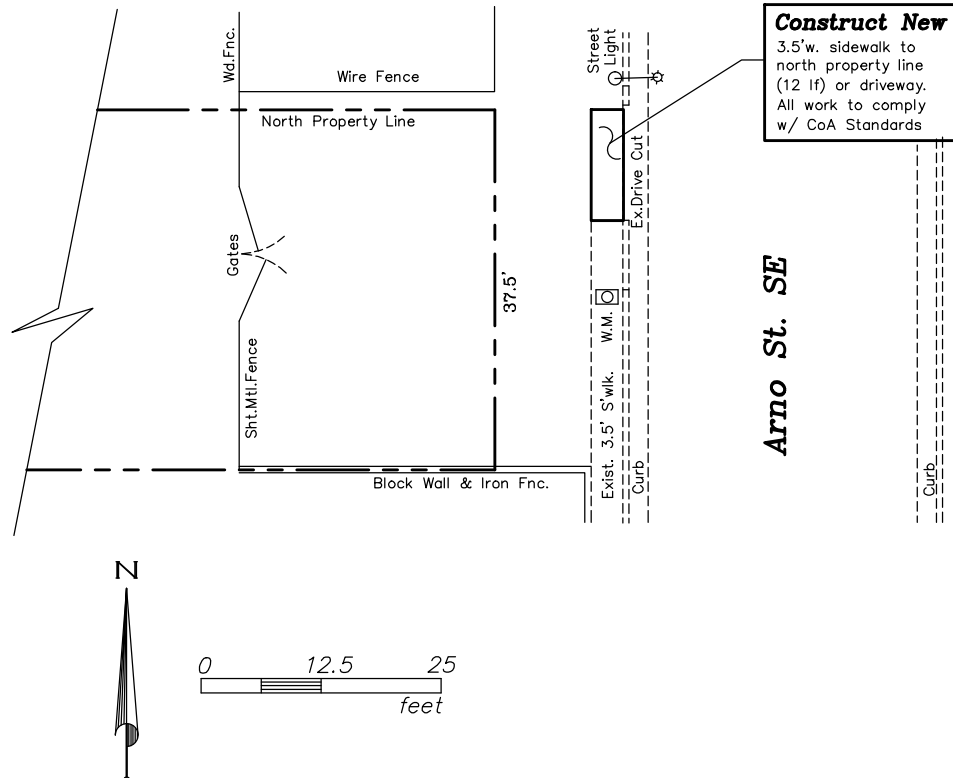 Construct New
3.5'w. sidewalk to
north property line
(12 lf) or driveway.
All work to comply
w/ CoA Standards
Wd.Fnc.
Wire Fence
Street
Light
North Property Line
Ex.Drive Cut
Gates
37.5'
W.M.
Arno St. SE
Sht.Mtl.Fence
Exist. 3.5' S'wlk.
Curb
Curb
Block Wall & Iron Fnc.
N
0 12.5 25
feet